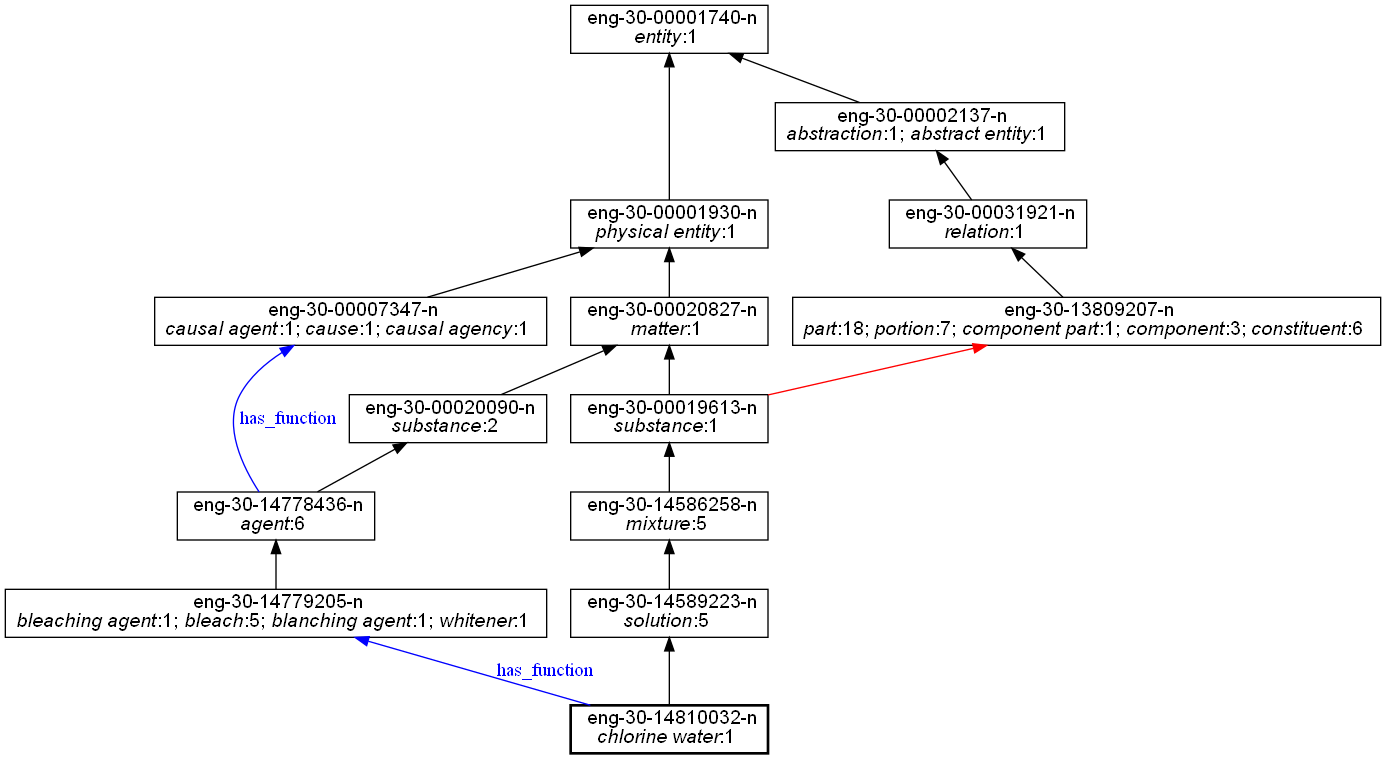 eng-30-00001740-n
entity:1
eng-30-00002137-n
abstraction:1; abstract entity:1
eng-30-00001930-n
physical entity:1
eng-30-00031921-n
relation:1
eng-30-00007347-n
causal agent:1; cause:1; causal agency:1
eng-30-00020827-n
matter:1
eng-30-13809207-n
part:18; portion:7; component part:1; component:3; constituent:6
has_function
eng-30-00020090-n
substance:2
eng-30-00019613-n
substance:1
eng-30-14778436-n
agent:6
eng-30-14586258-n
mixture:5
eng-30-14779205-n
bleaching agent:1; bleach:5; blanching agent:1; whitener:1
eng-30-14589223-n
solution:5
has_function
eng-30-14810032-n
chlorine water:1